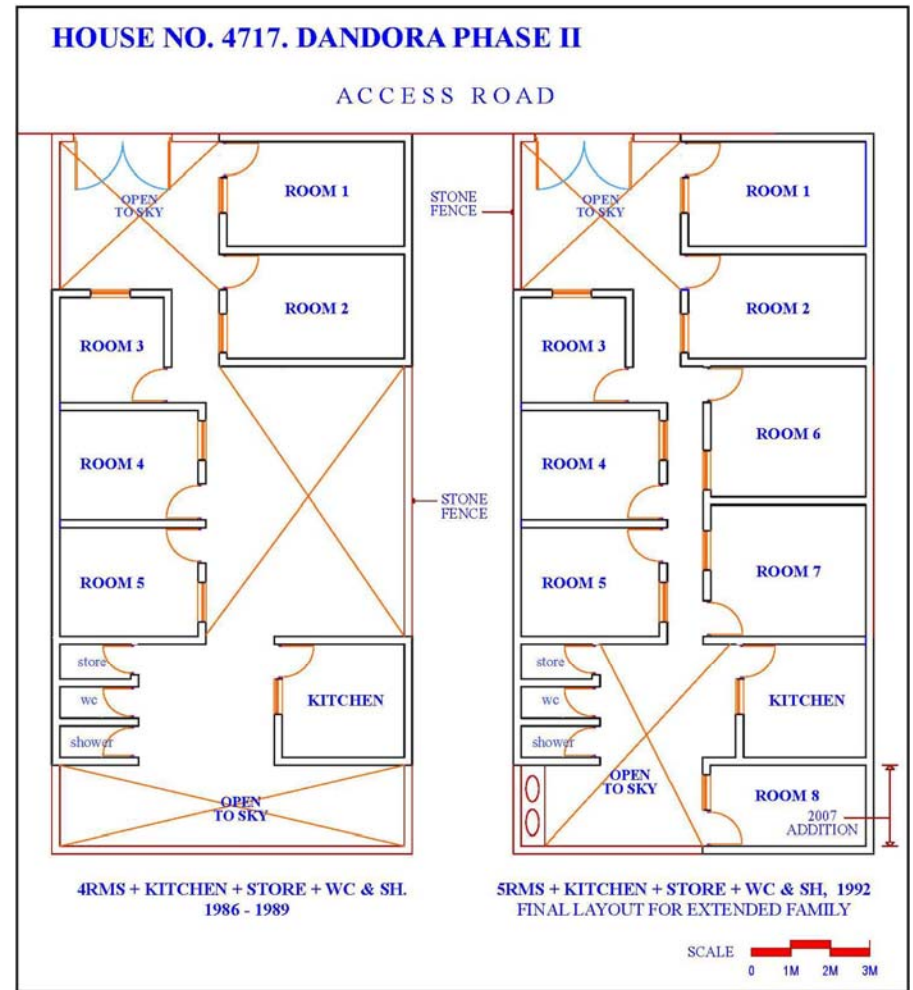 HOUSE NO. 4717. DANDORA PHASE II
ACCESS ROAD
OPEN
TO SKY
ROOM 1
ROOM 2
ROOM 3
ROOM 4
ROOM 5
store
wc
shower
KITCHEN
OPEN
TO SKY
4RMS + KITCHEN + STORE + WC & SH.
1986 - 1989
STONE
FENCE
STONE
FENCE
OPEN
TO SKY
ROOM 1
ROOM 2
ROOM 3
ROOM 6
ROOM 4
ROOM 7
ROOM 5
store
wc
shower
KITCHEN
OPEN
TO SKY
ROOM 8
2007
ADDITION
5RMS + KITCHEN + STORE + WC & SH, 1992
FINAL LAYOUT FOR EXTENDED FAMILY
SCALE
0 1M 2M 3M